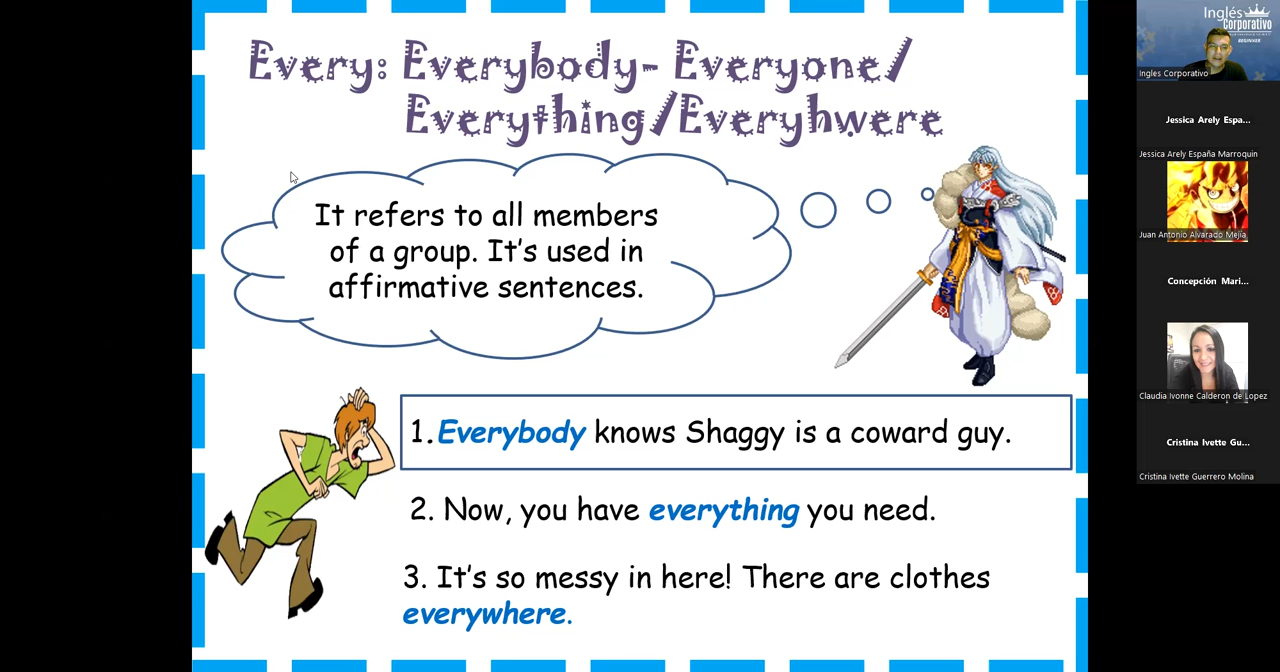 Every: Everybody- Everyone/
Everything/Everyhwere
It refers to all members
of a group. It's used in
affirmative sentences.
1.Everybody knows Shaggy is a coward guy.
2. Now, you have everything you need.
3. It's so messy in here! There are clothes
everywhere.
Inglés
Corporativo
BEGINNER
Ingles Corporativo
Jessica Arely Espa...
Jessica Arely España Marroquin
Juan Antonio Alvarado Mejia
Concepción Mari...
Claudia Ivonne Calderon de Lopez
Cristina Ivette Gu...
Cristina Ivette Guerrero Molina